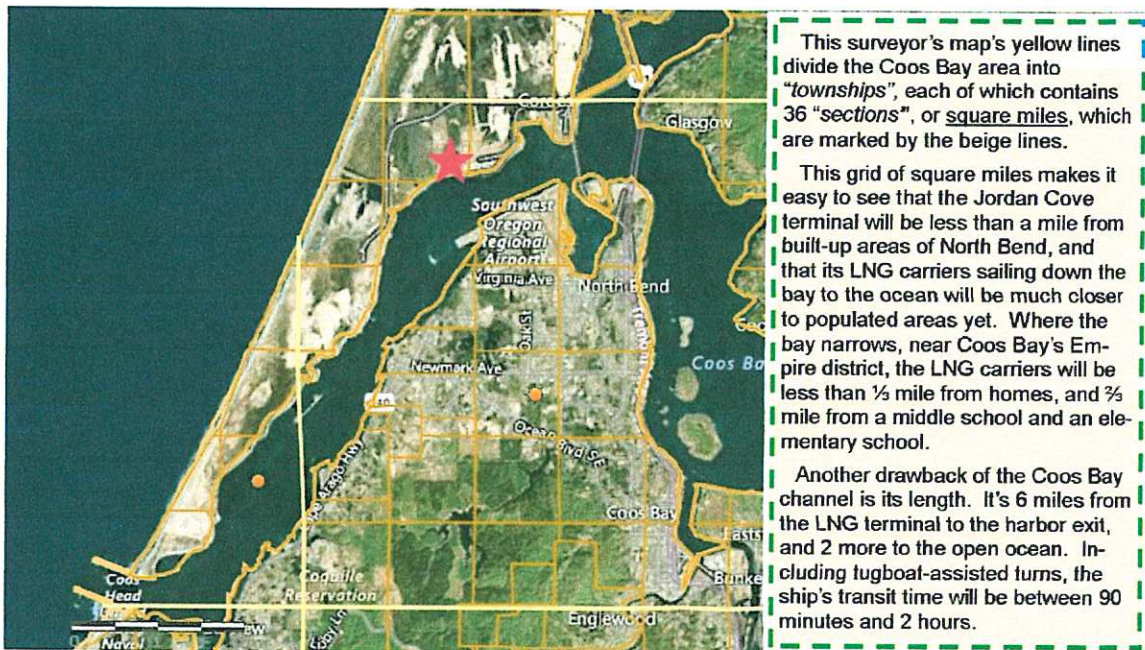 Glasgow
Southwest
Oregon
Regional
Airport
Virginia Ave
North Bend
Oak St
Newmark Ave
Coos Ba
Ocean Blvd SE
Coos Bay
Coquille
Reservation
Englewood
Coos
Head
Naval
This surveyor's map's yellow lines
divide the Coos Bay area into
"townships", each of which contains
36 "sections", or square miles, which
are marked by the beige lines.
This grid of square miles makes it
easy to see that the Jordan Cove
terminal will be less than a mile from
built-up areas of North Bend, and
that its LNG carriers sailing down the
bay to the ocean will be much closer
to populated areas yet. Where the
bay narrows, near Coos Bay's Em-
pire district, the LNG carriers will be
less than ⅓ mile from homes, and ⅔
mile from a middle school and an ele-
mentary school.
Another drawback of the Coos Bay
channel is its length. It's 6 miles from
the LNG terminal to the harbor exit,
and 2 more to the open ocean. In-
cluding tugboat-assisted turns, the
ship's transit time will be between 90
minutes and 2 hours.